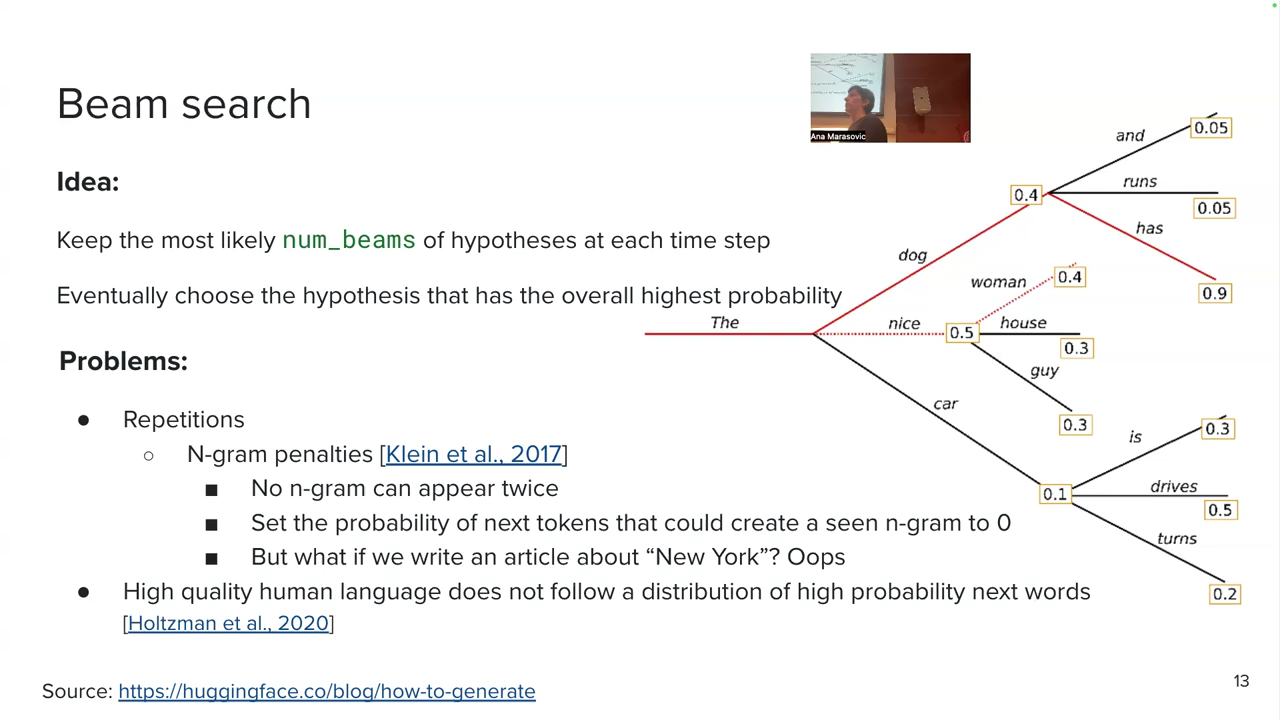 Beam search
Ana Marasovic
Idea:
Keep the most likely num_beams of hypotheses at each time step
Eventually choose the hypothesis that has the overall highest probability
Problems:
● Repetitions
○ N-gram penalties [Klein et al., 2017]
■ No n-gram can appear twice
■ Set the probability of next tokens that could create a seen n-gram to 0
■ But what if we write an article about “New York”? Oops
● High quality human language does not follow a distribution of high probability next words
[Holtzman et al., 2020]
The
dog
0.4
and
0.05
runs
0.05
has
0.9
nice
0.5
woman
0.4
house
0.3
guy
0.3
car
0.1
is
0.3
drives
0.5
turns
0.2
Source: https://huggingface.co/blog/how-to-generate
13